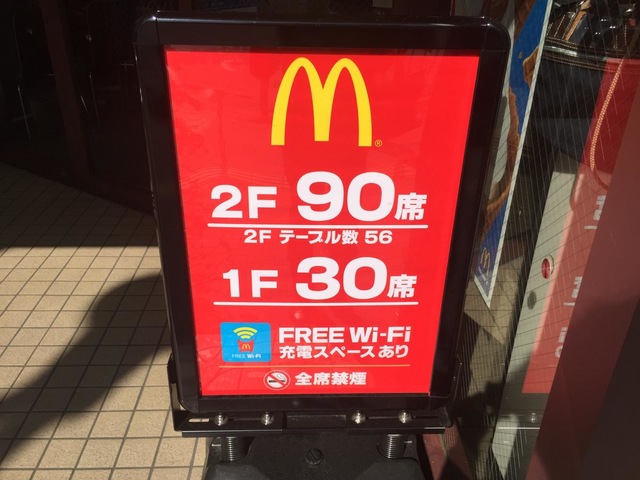 2F 90席
2F テーブル数 56
1F 30席
FREE Wi-Fi
FREE Wi-Fi
充電スペースあり
全席禁煙